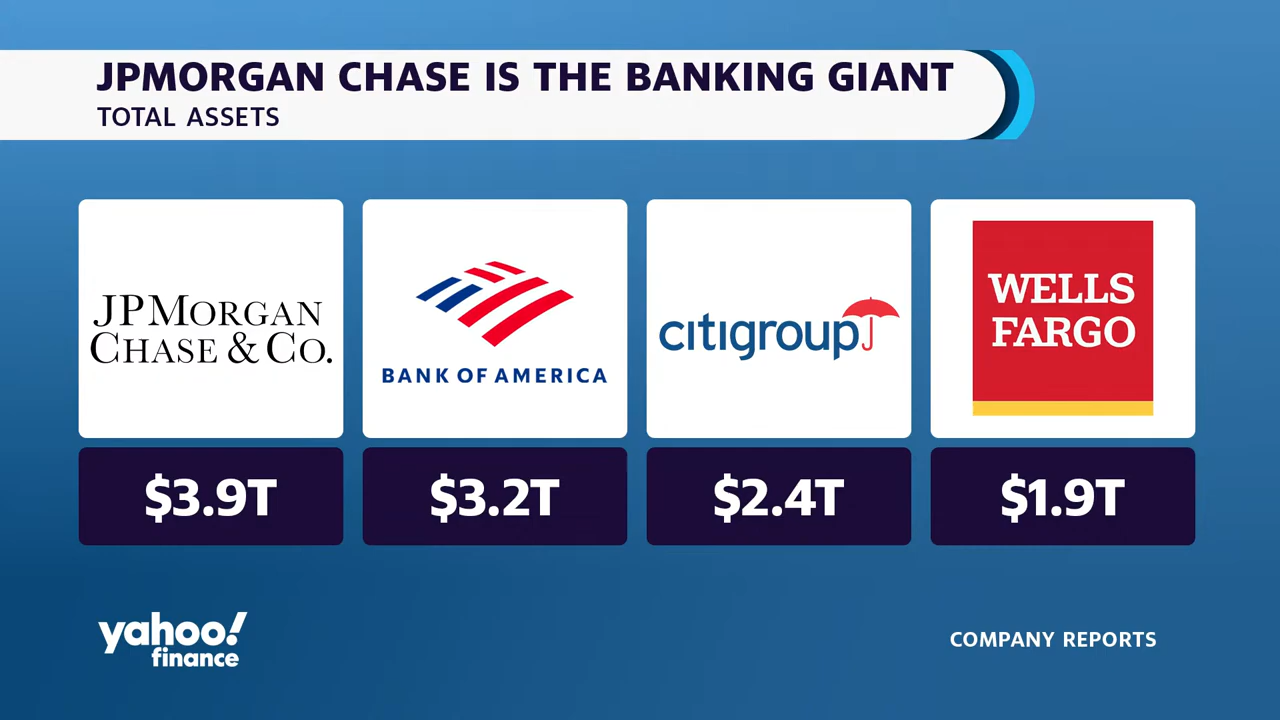 JPMORGAN CHASE IS THE BANKING GIANT
TOTAL ASSETS
JPMORGAN
CHASE & CO.
BANK OF AMERICA
citigroup
WELLS
FARGO
$3.9T
$3.2T
$2.4T
$1.9T
yahoo!
finance
COMPANY REPORTS